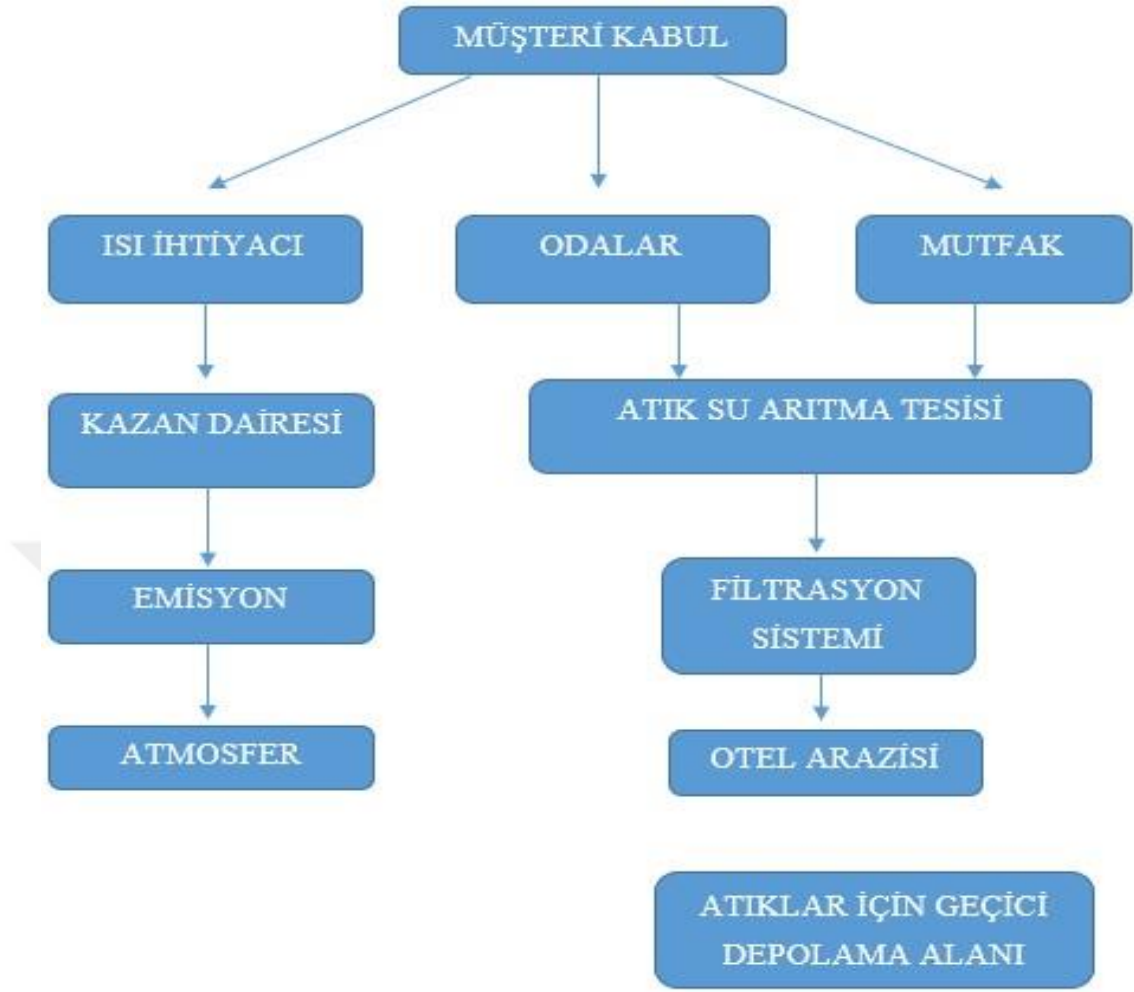 MÜŞTERİ KABUL
ISI İHTİYACI
ODALAR
MUTFAK
KAZAN DAİRESİ
ATIK SU ARITMA TESİSİ
EMİSYON
FİLTRASYON
SİSTEMİ
ATMOSFER
OTEL ARAZİSİ
ATIKLAR İÇİN GEÇİCİ
DEPOLAMA ALANI